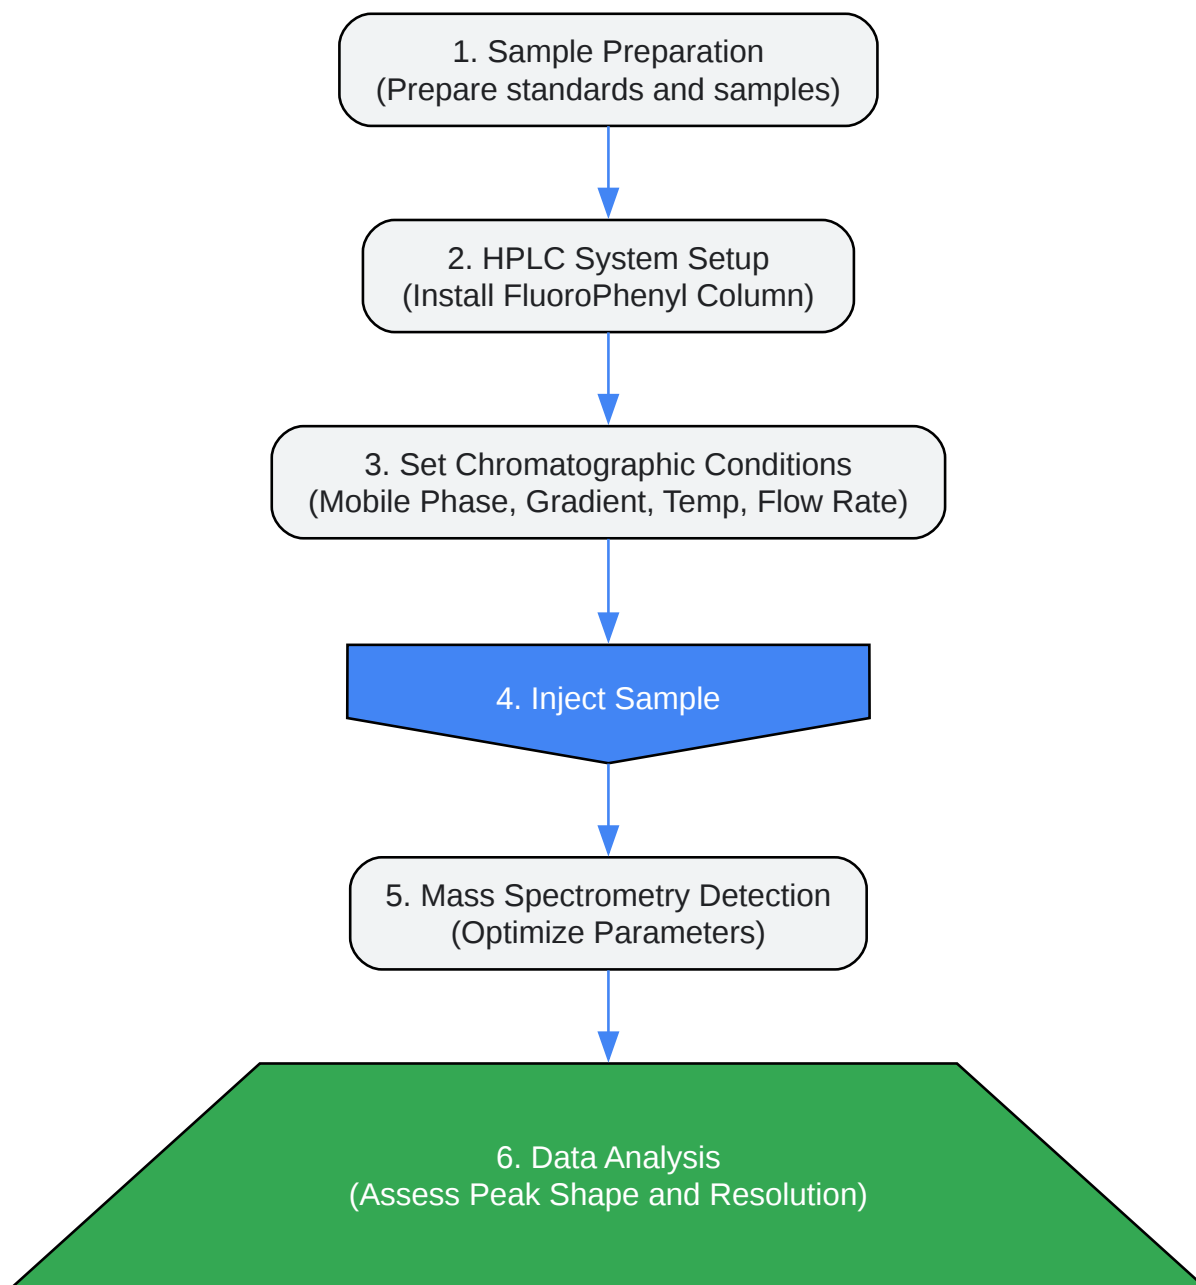 1. Sample Preparation
(Prepare standards and samples)
2. HPLC System Setup
(Install FluoroPhenyl Column)
3. Set Chromatographic Conditions
(Mobile Phase, Gradient, Temp, Flow Rate)
4. Inject Sample
5. Mass Spectrometry Detection
(Optimize Parameters)
6. Data Analysis
(Assess Peak Shape and Resolution)